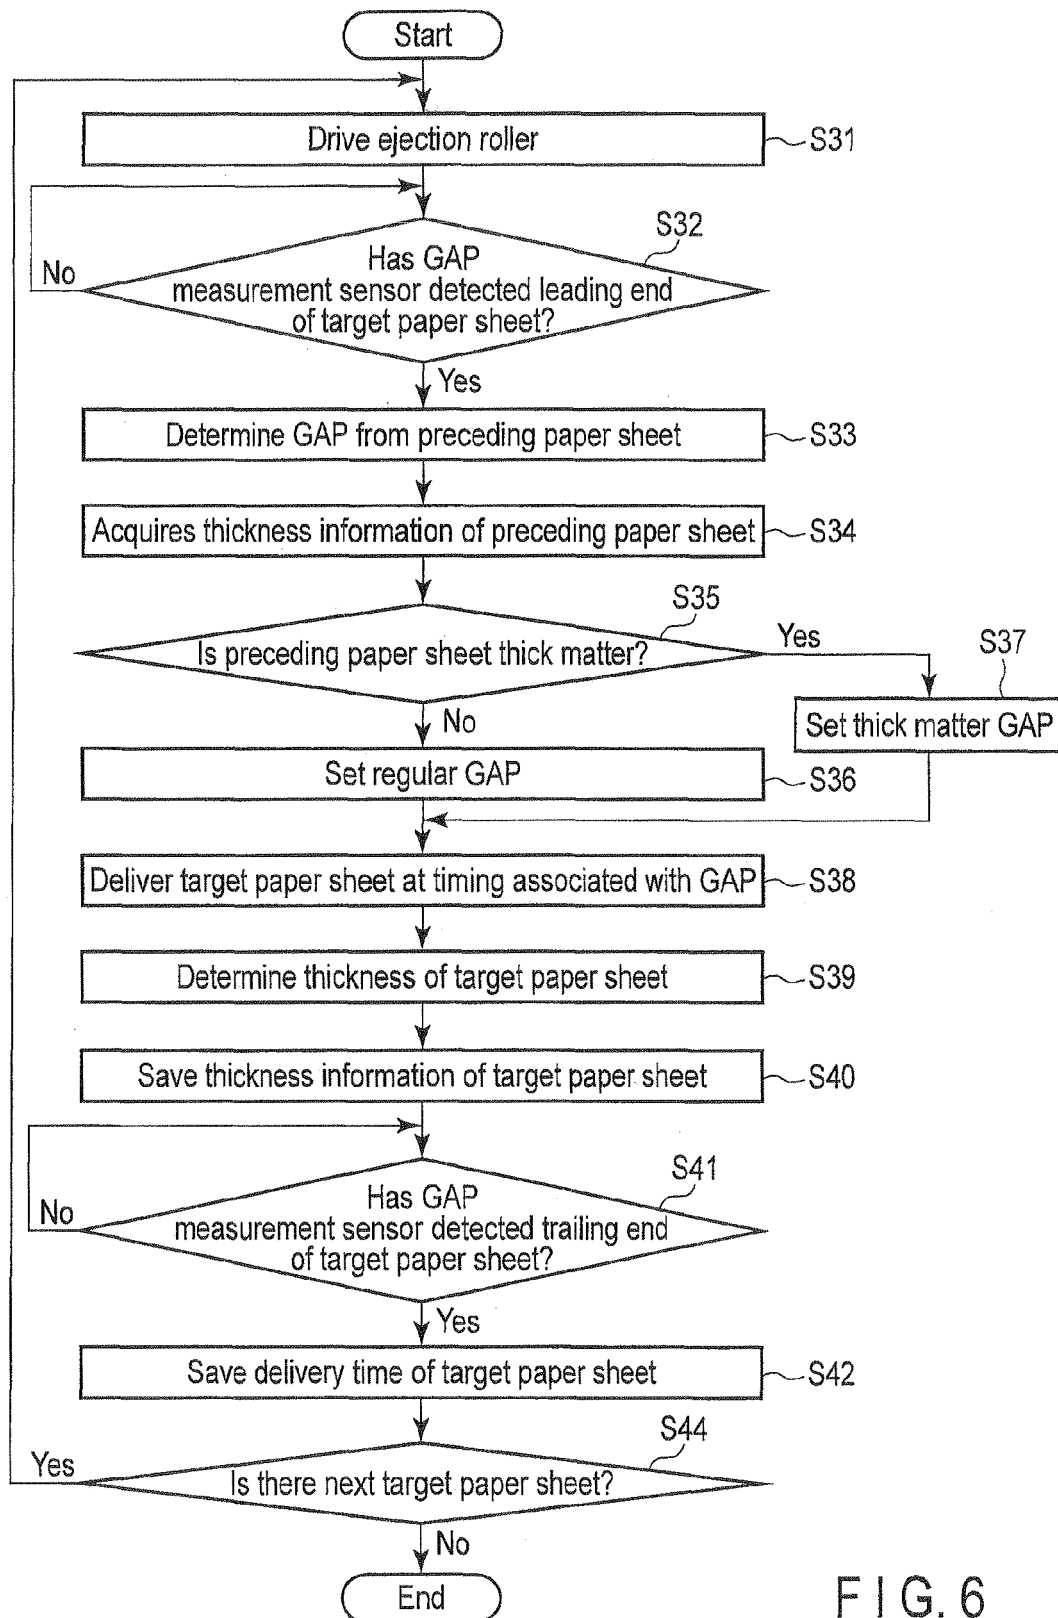 Start
Drive ejection roller
S31
S32
Has GAP
measurement sensor detected leading end
of target paper sheet?
No
Yes
Determine GAP from preceding paper sheet
S33
Acquires thickness information of preceding paper sheet
S34
S35
Is preceding paper sheet thick matter?
Yes
S37
Set thick matter GAP
No
Set regular GAP
S36
Deliver target paper sheet at timing associated with GAP
S38
Determine thickness of target paper sheet
S39
Save thickness information of target paper sheet
S40
S41
Has GAP
measurement sensor detected trailing end
of target paper sheet?
No
Yes
Save delivery time of target paper sheet
S42
S44
Is there next target paper sheet?
Yes
No
End
FIG. 6